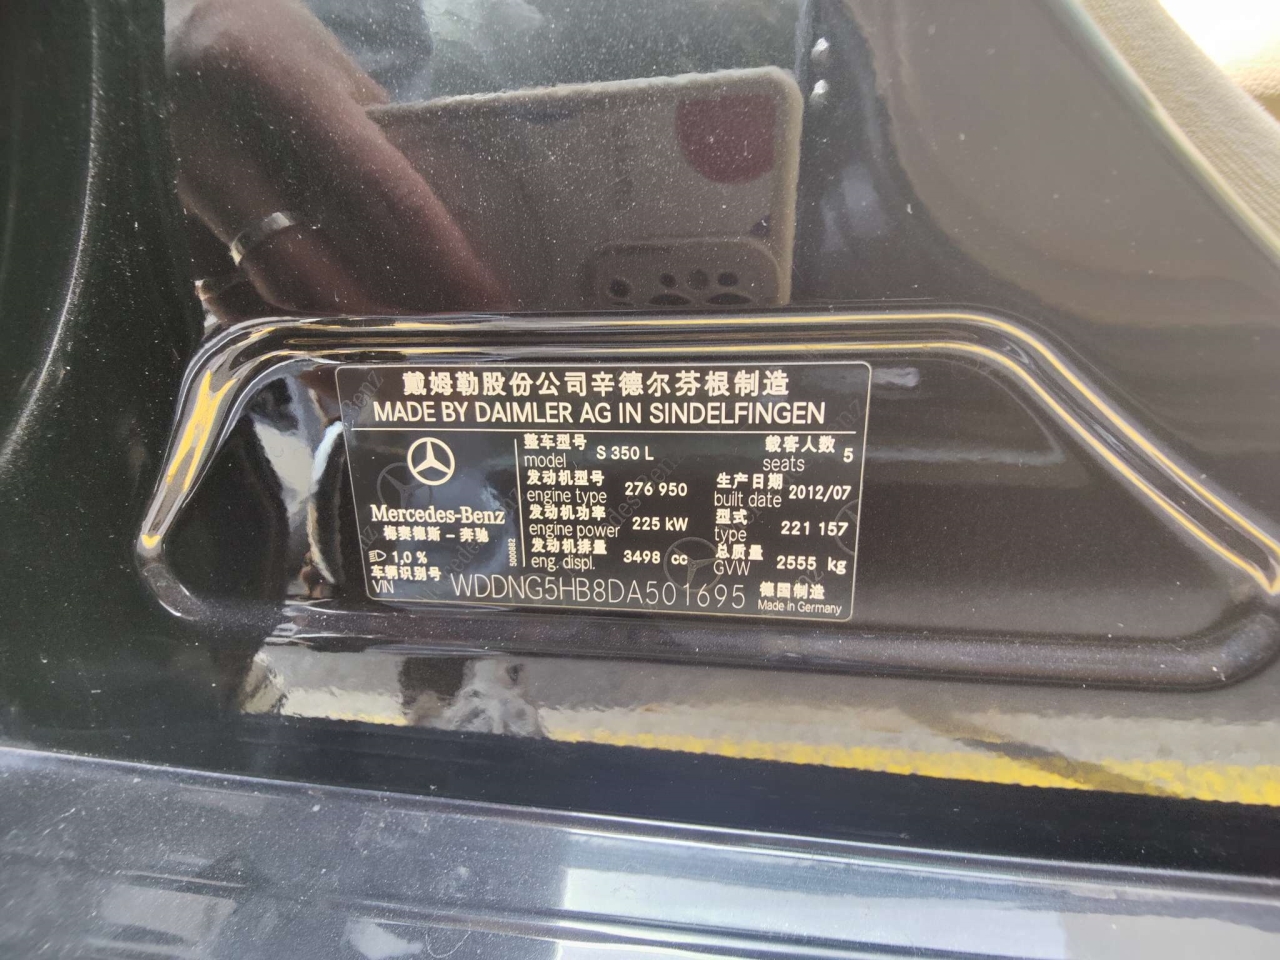 戴姆勒股份公司辛德尔芬根制造
MADE BY DAIMLER AG IN SINDELFINGEN
Mercedes-Benz
梅赛德斯-奔驰
1,0 %
整车型号 model S 350 L
载客人数 seats 5
发动机型号 engine type 276 950
生产日期 built date 2012/07
发动机功率 engine power 225 kW
型式 type 221 157
发动机排量 eng. displ. 3498 cc
总质量 GVW 2555 kg
5000882
车辆识别号 VIN WDDNG5HB8DA501695
德国制造
Made in Germany